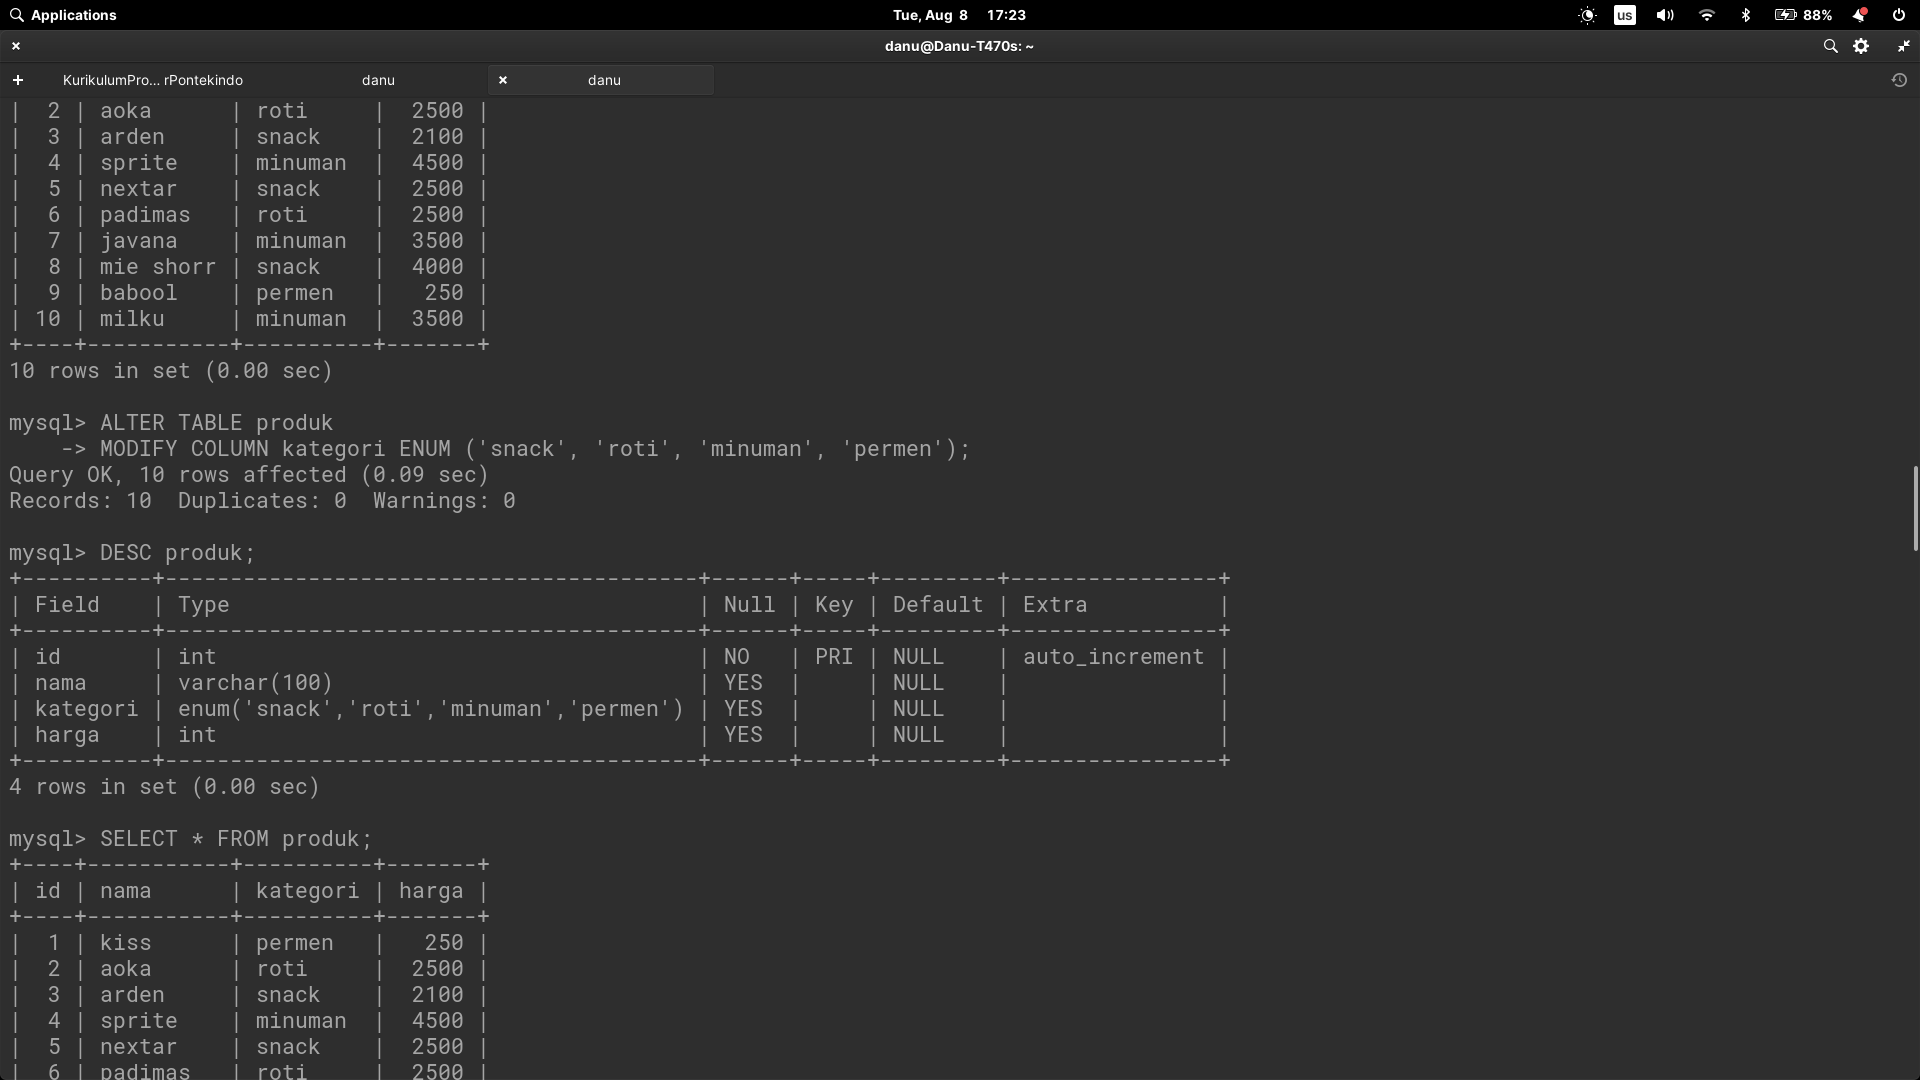 Applications
Tue, Aug 8 17:23
us
88%
danu@Danu-T470s: ~
KurikulumPro... rPontekindo
danu
danu
|  2 | aoka      | roti     |  2500 |
|  3 | arden     | snack    |  2100 |
|  4 | sprite    | minuman  |  4500 |
|  5 | nextar    | snack    |  2500 |
|  6 | padimas   | roti     |  2500 |
|  7 | javana    | minuman  |  3500 |
|  8 | mie shorr | snack    |  4000 |
|  9 | babool    | permen   |   250 |
| 10 | milku     | minuman  |  3500 |
+----+-----------+----------+-------+
10 rows in set (0.00 sec)
mysql> ALTER TABLE produk
    -> MODIFY COLUMN kategori ENUM ('snack', 'roti', 'minuman', 'permen');
Query OK, 10 rows affected (0.09 sec)
Records: 10  Duplicates: 0  Warnings: 0
mysql> DESC produk;
+----------+-----------------------------------------+------+-----+---------+----------------+
| Field    | Type                                    | Null | Key | Default | Extra          |
+----------+-----------------------------------------+------+-----+---------+----------------+
| id       | int                                     | NO   | PRI | NULL    | auto_increment |
| nama     | varchar(100)                            | YES  |     | NULL    |                |
| kategori | enum('snack','roti','minuman','permen') | YES  |     | NULL    |                |
| harga    | int                                     | YES  |     | NULL    |                |
+----------+-----------------------------------------+------+-----+---------+----------------+
4 rows in set (0.00 sec)
mysql> SELECT * FROM produk;
+----+-----------+----------+-------+
| id | nama      | kategori | harga |
+----+-----------+----------+-------+
|  1 | kiss      | permen   |   250 |
|  2 | aoka      | roti     |  2500 |
|  3 | arden     | snack    |  2100 |
|  4 | sprite    | minuman  |  4500 |
|  5 | nextar    | snack    |  2500 |
|  6 | padimas   | roti     |  2500 |